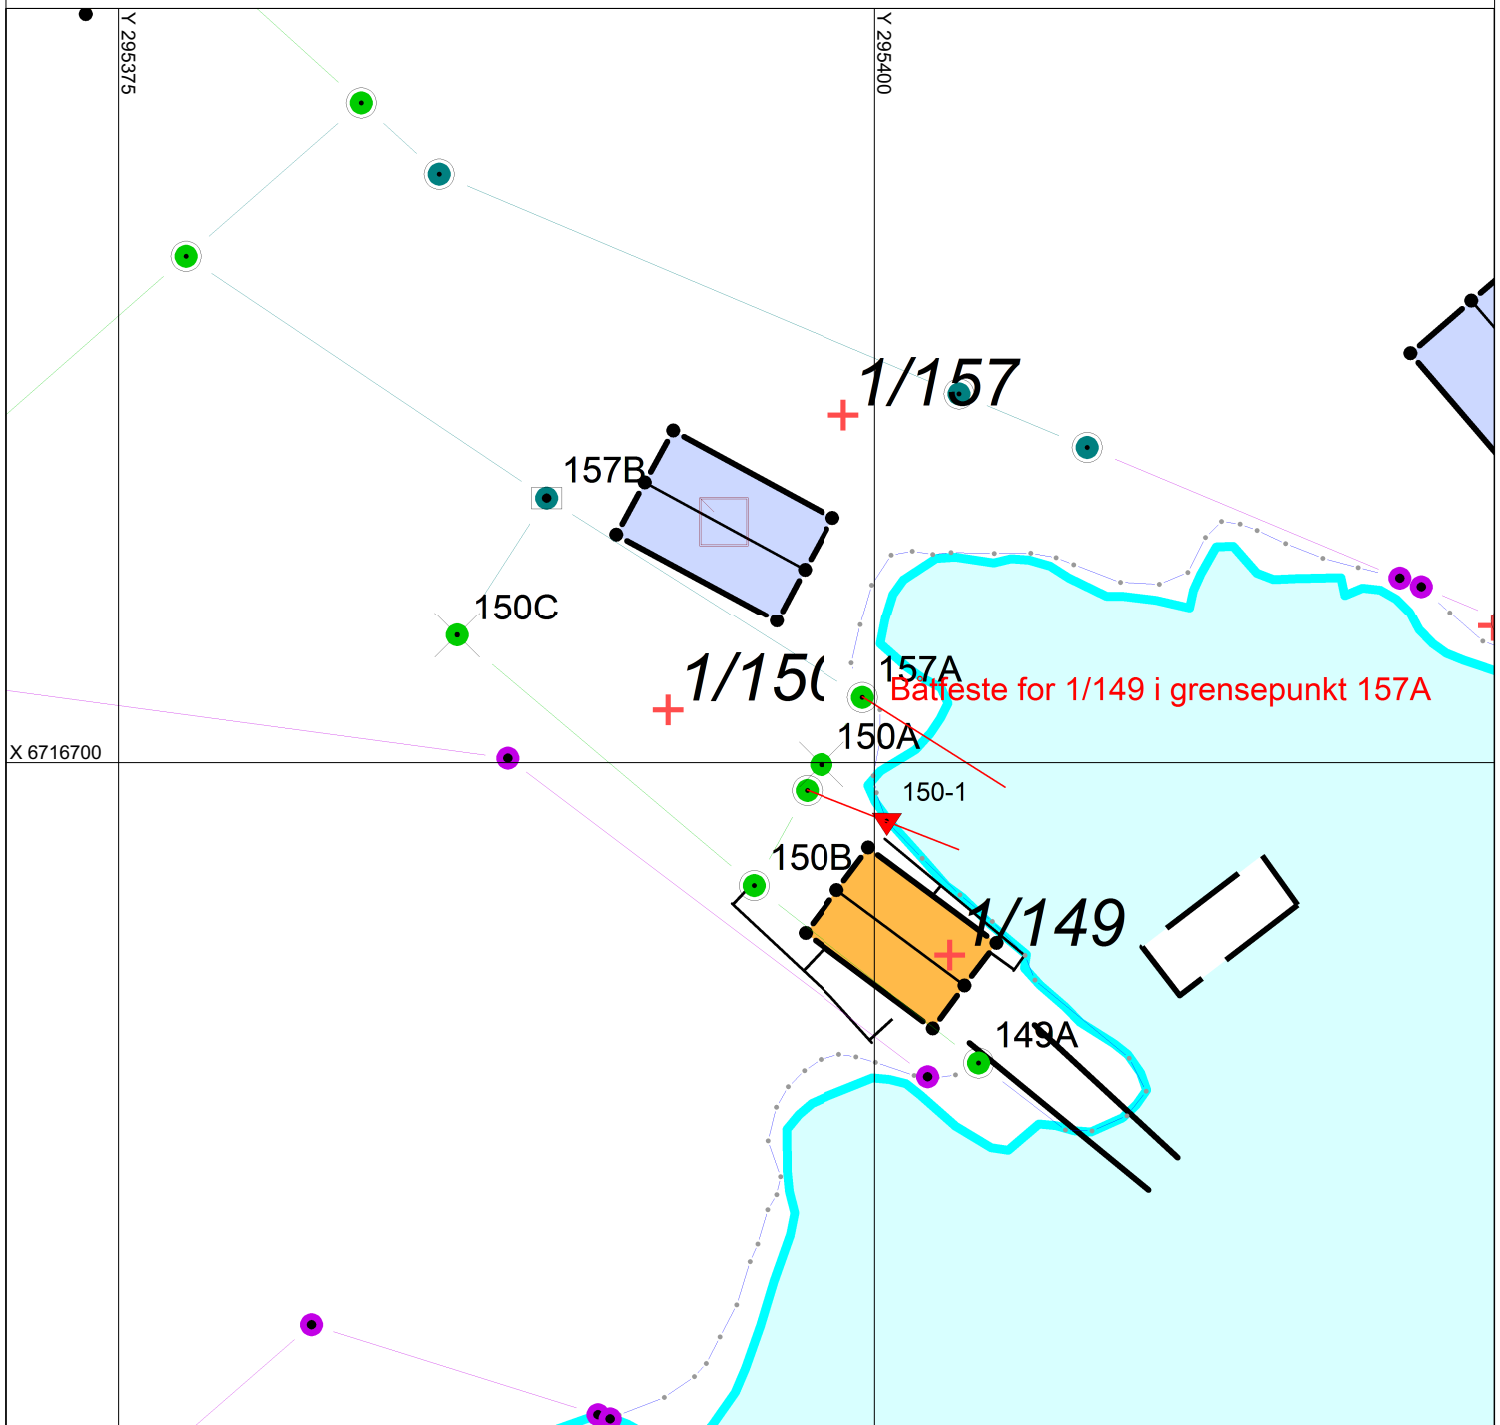 Y 295375
Y 295400
1/157
157B
150C
1/150
157A
Båtfeste for 1/149 i grensepunkt 157A
150A
X 6716700
150-1
150B
1/149
149A